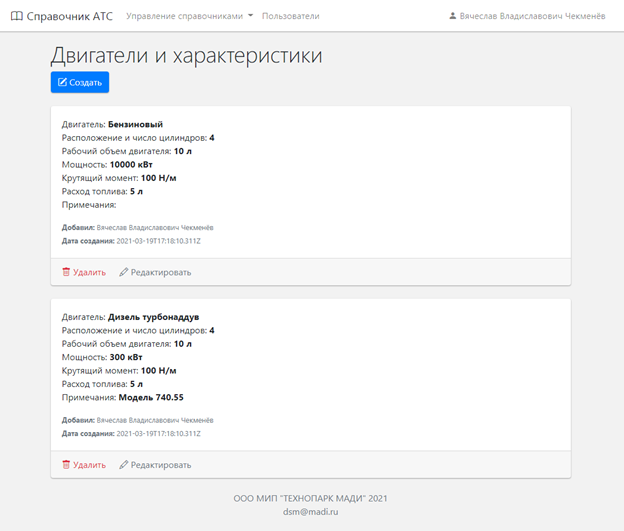 Справочник АТС Управление справочниками Пользователи Вячеслав Владиславович Чекменёв
Двигатели и характеристики
Создать
Двигатель: Бензиновый
Расположение и число цилиндров: 4
Рабочий объем двигателя: 10 л
Мощность: 10000 кВт
Крутящий момент: 100 Н/м
Расход топлива: 5 л
Примечания:
Добавил: Вячеслав Владиславович Чекменёв
Дата создания: 2021-03-19T17:18:10.311Z
Удалить Редактировать
Двигатель: Дизель турбонаддув
Расположение и число цилиндров: 4
Рабочий объем двигателя: 10 л
Мощность: 300 кВт
Крутящий момент: 100 Н/м
Расход топлива: 5 л
Примечания: Модель 740.55
Добавил: Вячеслав Владиславович Чекменёв
Дата создания: 2021-03-19T17:18:10.311Z
Удалить Редактировать
ООО МИП "ТЕХНОПАРК МАДИ" 2021
dsm@madi.ru